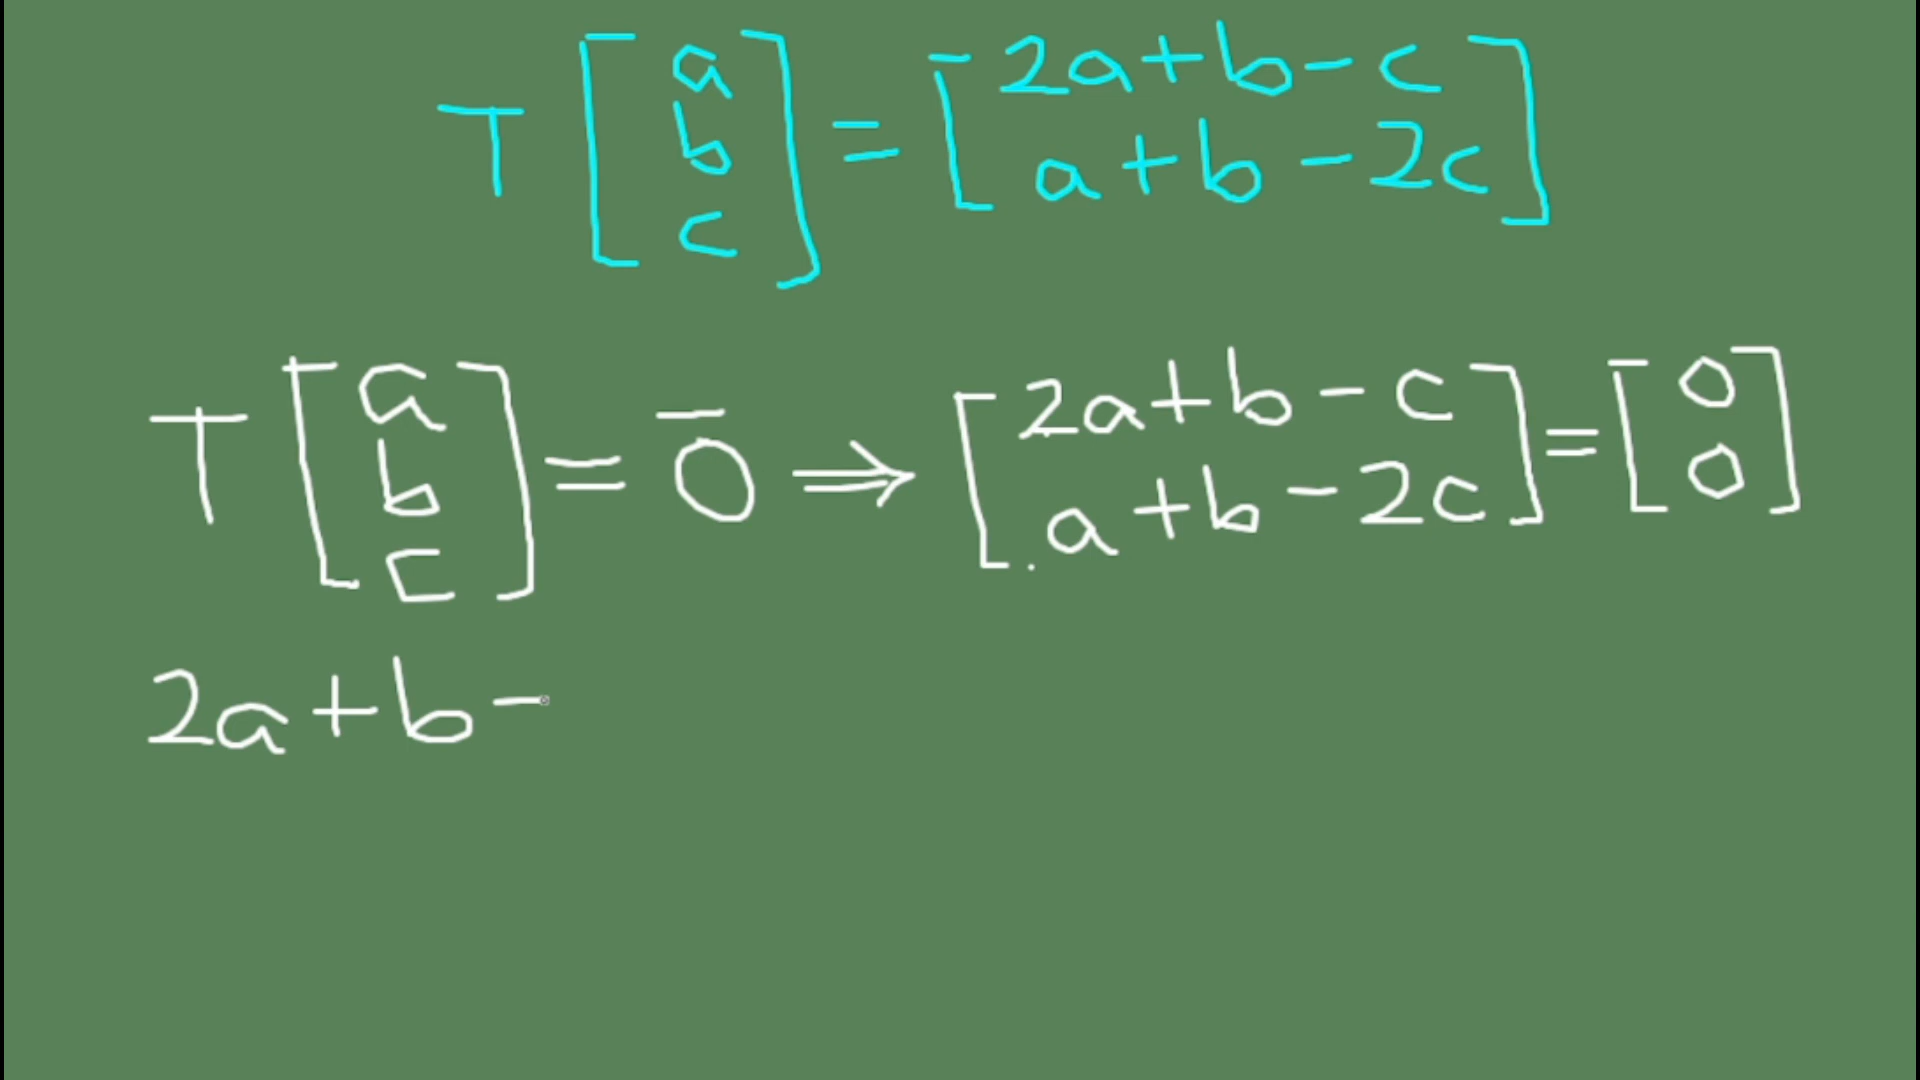 T [a b c] = [2a+b-c a+b-2c]
T [a b c] = 0̅ ⇒ [2a+b-c a+b-2c] = [0 0]
2a+b-